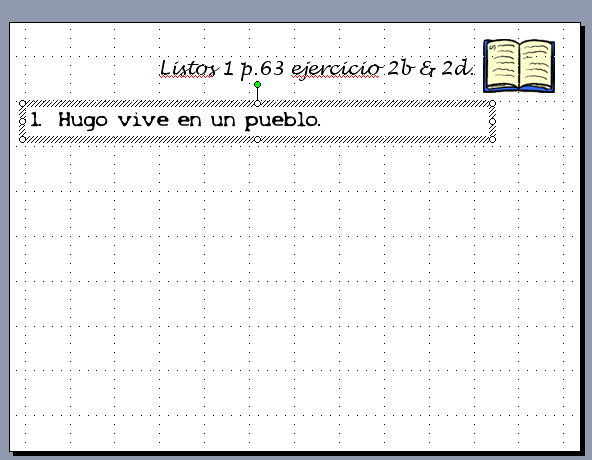 Listos 1 p.63 ejercicio 2b & 2d.
1. Hugo vive en un pueblo.